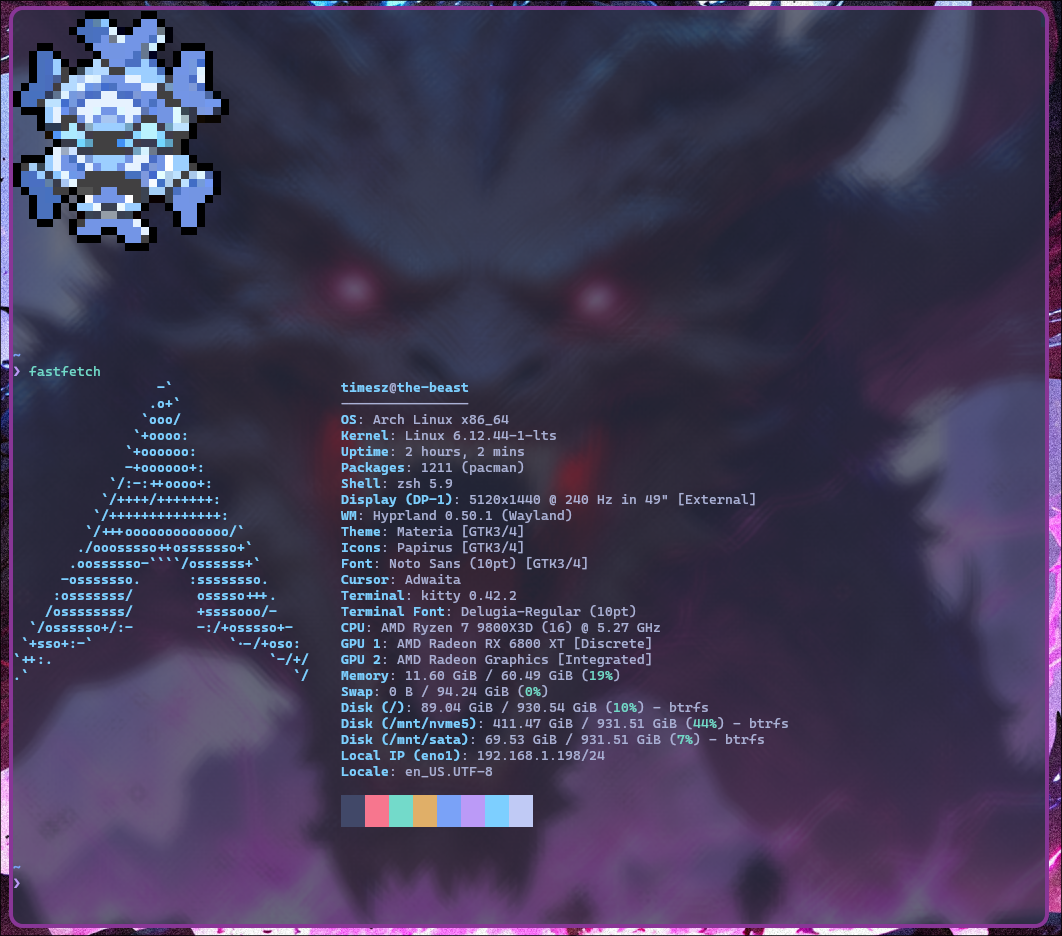 ~
❯ fastfetch
                  -`
                 .o+`
                `ooo/
               `+oooo:
              `+oooooo:
              -+oooooo+:
            `/:-:++oooo+:
           `/++++/+++++++:
          `/++++++++++++++:
         `/+++ooooooooooooo/`
        ./ooosssso++osssssso+`
       .oossssso-````/ossssss+`
      -osssssso.      :ssssssso.
     :osssssss/        osssso+++.
    /ossssssss/        +ssssooo/-
  `/ossssso+/:-        -:/+osssso+-
 `+sso+:-`                 `.-/+oso:
`++:.                           `-/+/
.`                                 `/
timesz@the-beast
────────────────
OS: Arch Linux x86_64
Kernel: Linux 6.12.44-1-lts
Uptime: 2 hours, 2 mins
Packages: 1211 (pacman)
Shell: zsh 5.9
Display (DP-1): 5120x1440 @ 240 Hz in 49" [External]
WM: Hyprland 0.50.1 (Wayland)
Theme: Materia [GTK3/4]
Icons: Papirus [GTK3/4]
Font: Noto Sans (10pt) [GTK3/4]
Cursor: Adwaita
Terminal: kitty 0.42.2
Terminal Font: Delugia-Regular (10pt)
CPU: AMD Ryzen 7 9800X3D (16) @ 5.27 GHz
GPU 1: AMD Radeon RX 6800 XT [Discrete]
GPU 2: AMD Radeon Graphics [Integrated]
Memory: 11.60 GiB / 60.49 GiB (19%)
Swap: 0 B / 94.24 GiB (0%)
Disk (/): 89.04 GiB / 930.54 GiB (10%) - btrfs
Disk (/mnt/nvme5): 411.47 GiB / 931.51 GiB (44%) - btrfs
Disk (/mnt/sata): 69.53 GiB / 931.51 GiB (7%) - btrfs
Local IP (eno1): 192.168.1.198/24
Locale: en_US.UTF-8
~
❯